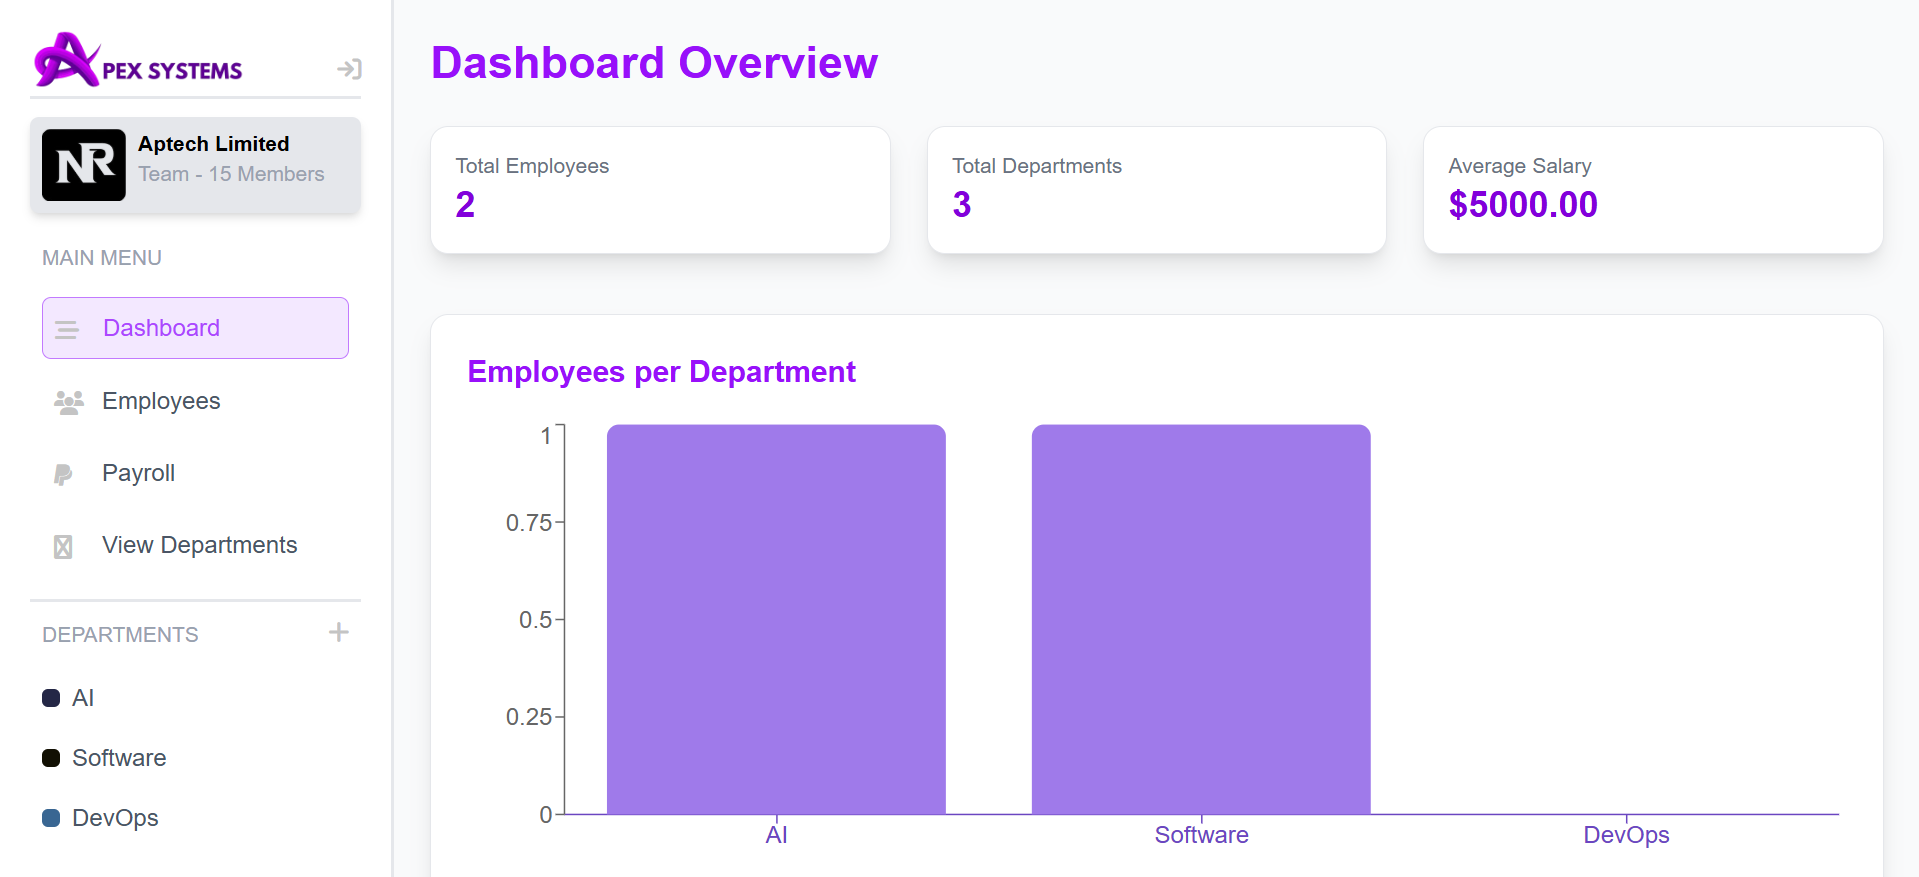 APEX SYSTEMS
NR
Aptech Limited
Team - 15 Members
MAIN MENU
Dashboard
Employees
Payroll
View Departments
DEPARTMENTS
AI
Software
DevOps
Dashboard Overview
Total Employees
2
Total Departments
3
Average Salary
$5000.00
Employees per Department
1
0.75
0.5
0.25
0
AI
Software
DevOps